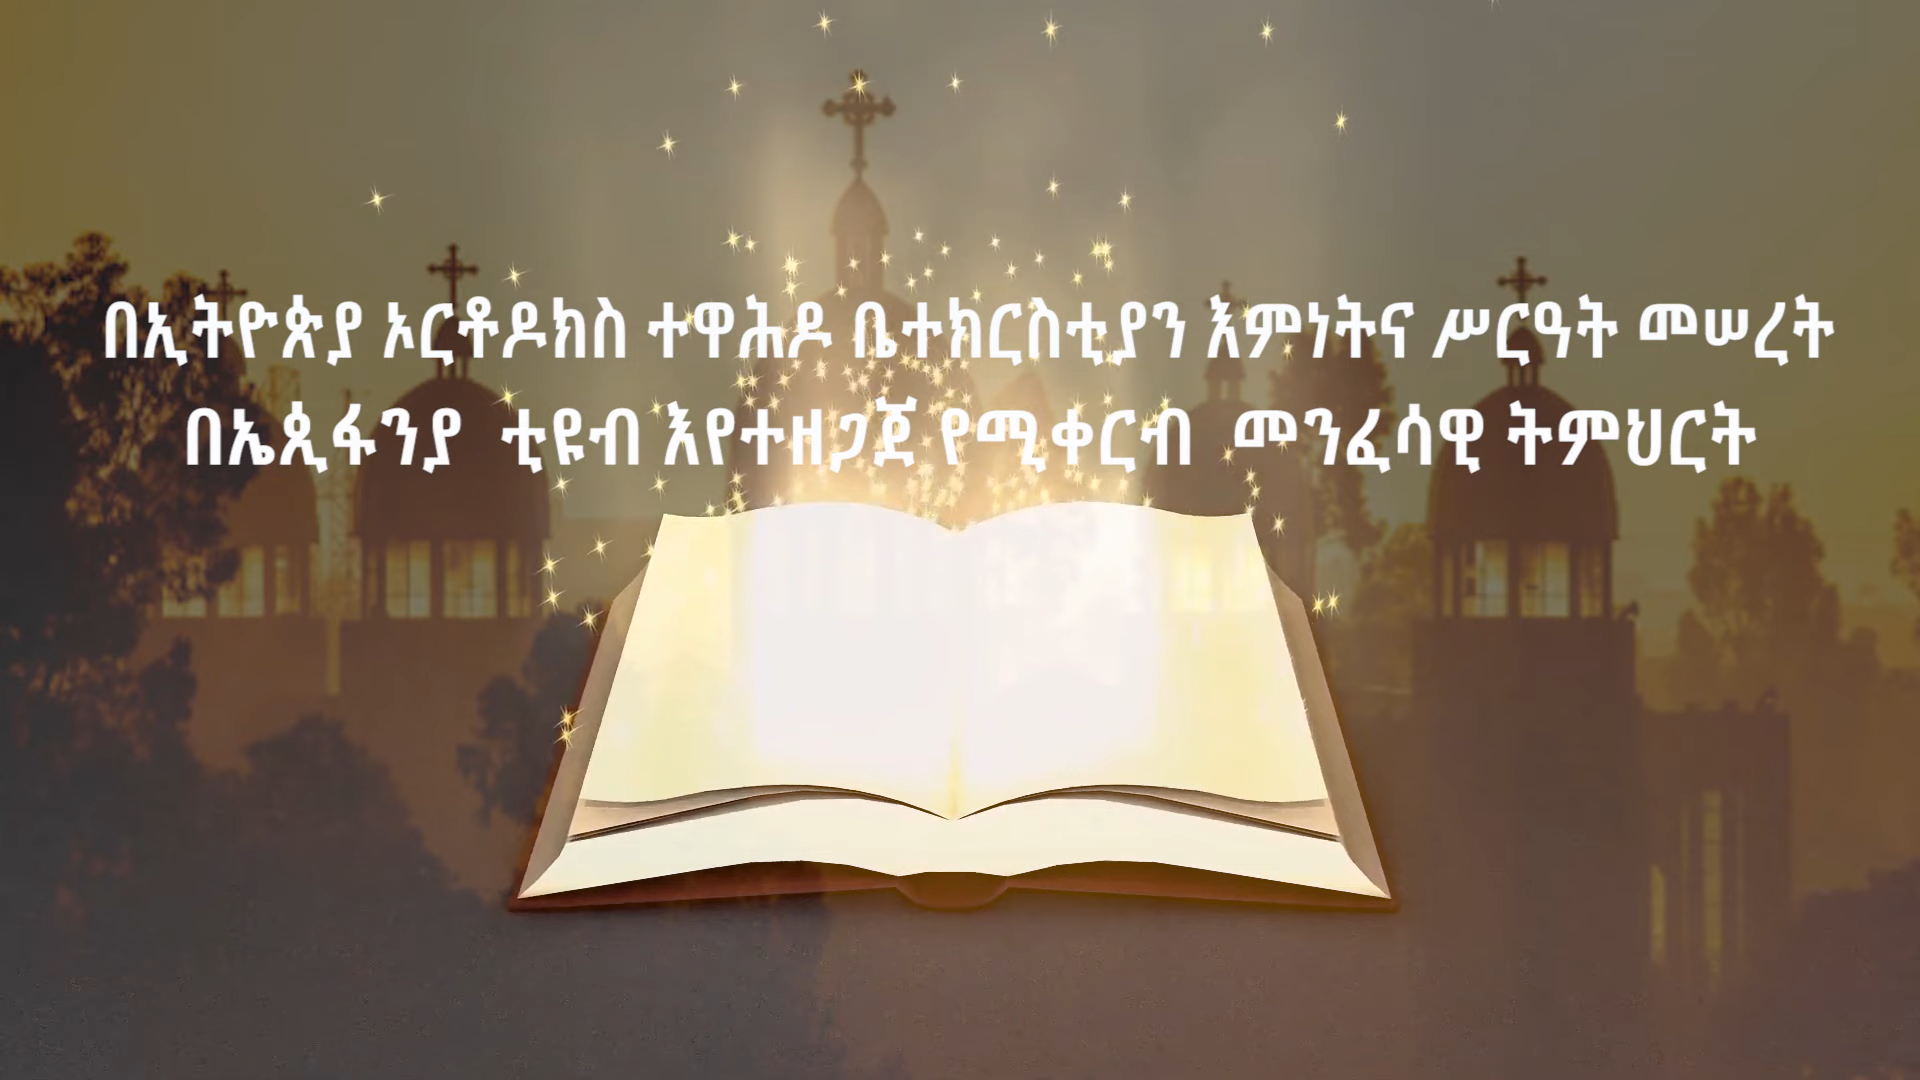 በኢትዮጵያ ኦርቶዶክስ ተዋሕዶ ቤተክርስቲያን እምነትና ሥርዓት መሠረት
በኤጲፋንያ ቲዩብ እየተዘጋጀ የሚቀርብ መንፈሳዊ ትምህርት